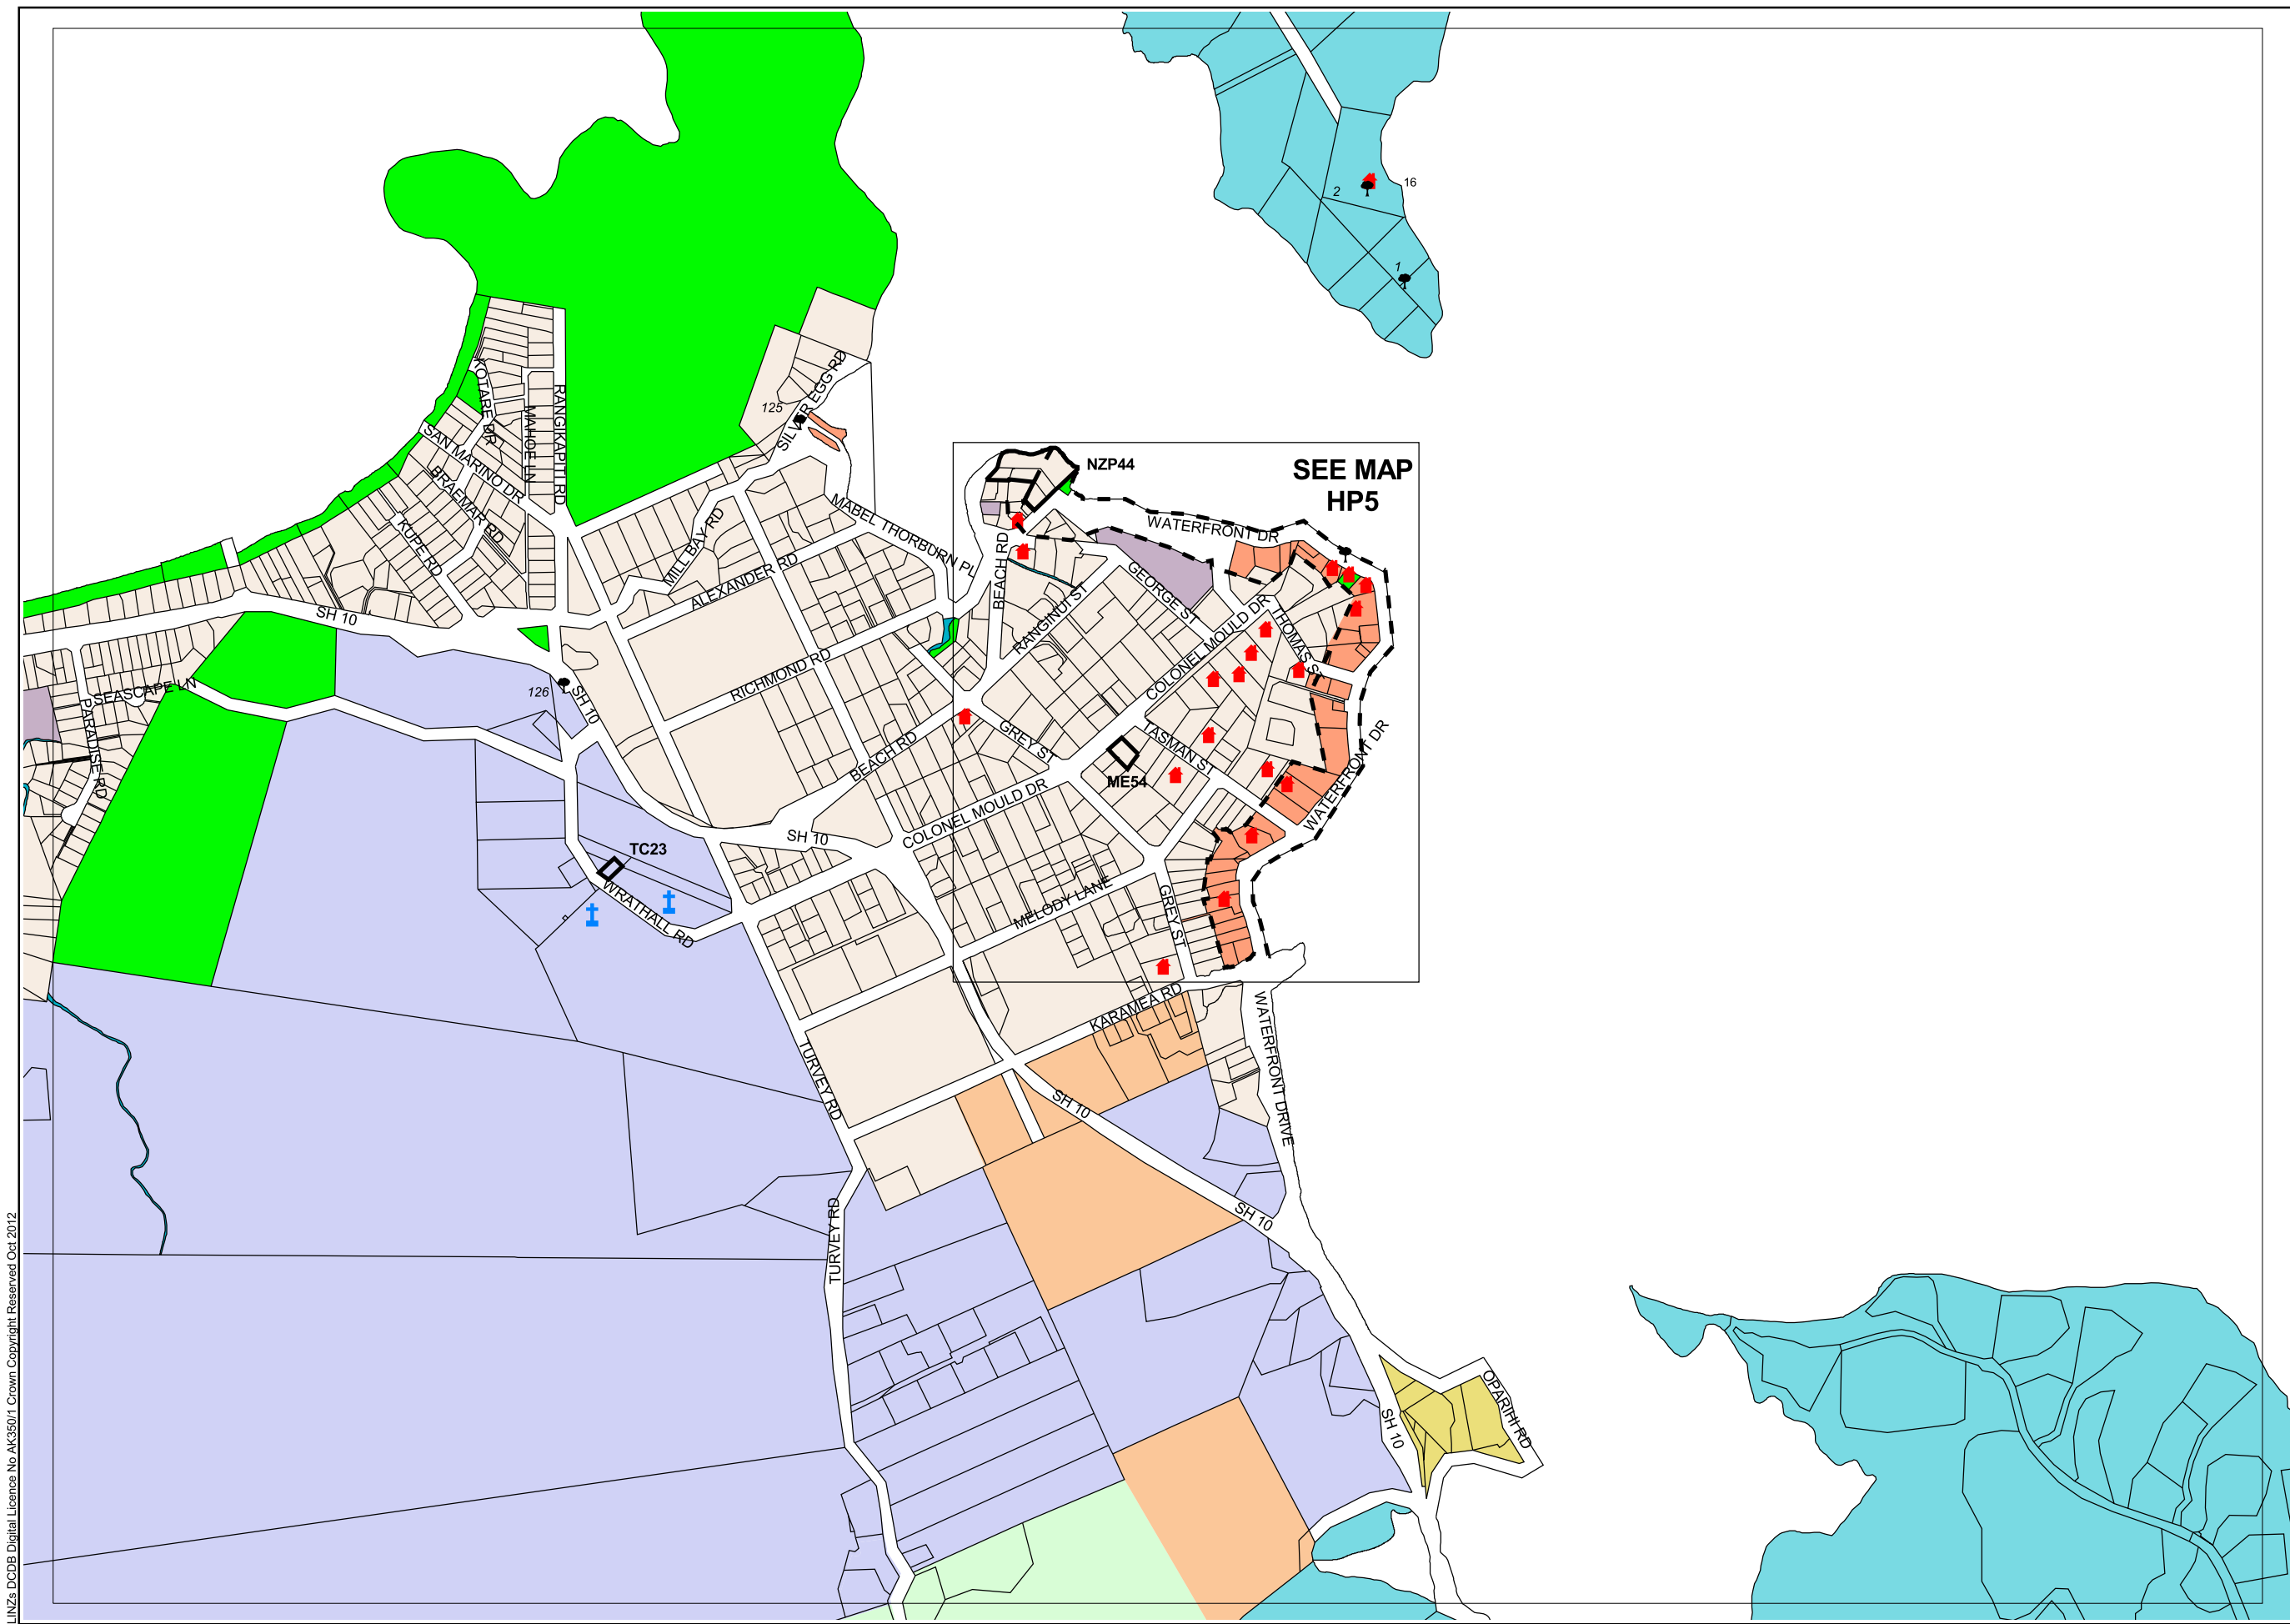 16
2
1
KOTARE DR
MAHOE LN
RANGIKAPITI RD
SAN MARINO DR
BRAEMAR RD
KUPE RD
125
SILVER EGG RD
MILL BAY RD
MABEL THORBURN PL
ALEXANDER RD
NZP44
SEE MAP
HP5
WATERFRONT DR
BEACH RD
GEORGE ST
RANGINUI ST
COLONEL MOULD DR
THOMAS ST
SH 10
SEASCAPE LN
PARADISE RD
126
SH 10
RICHMOND RD
BEACH RD
GREY ST
TASMAN ST
ME54
WATERFRONT DR
COLONEL MOULD DR
SH 10
TC23
WRATHALL RD
MELODY LANE
GREY ST
KARAMEA RD
WATERFRONT DRIVE
TURVEY RD
SH 10
TURVEY RD
SH 10
OPARIHI RD
SH 10
LINZs DCDB Digital Licence No AK350/1 Crown Copyright Reserved Oct 2012